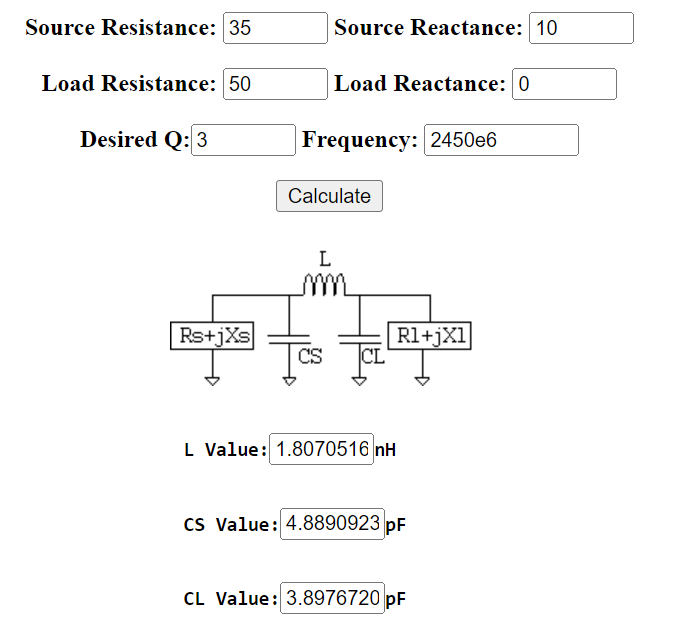 Source Resistance: 35 Source Reactance: 10
Load Resistance: 50 Load Reactance: 0
Desired Q: 3 Frequency: 2450e6
Calculate
L
Rs+jXs CS CL Rl+jXl
L Value: 1.8070516 nH
CS Value: 4.8890923 pF
CL Value: 3.8976720 pF